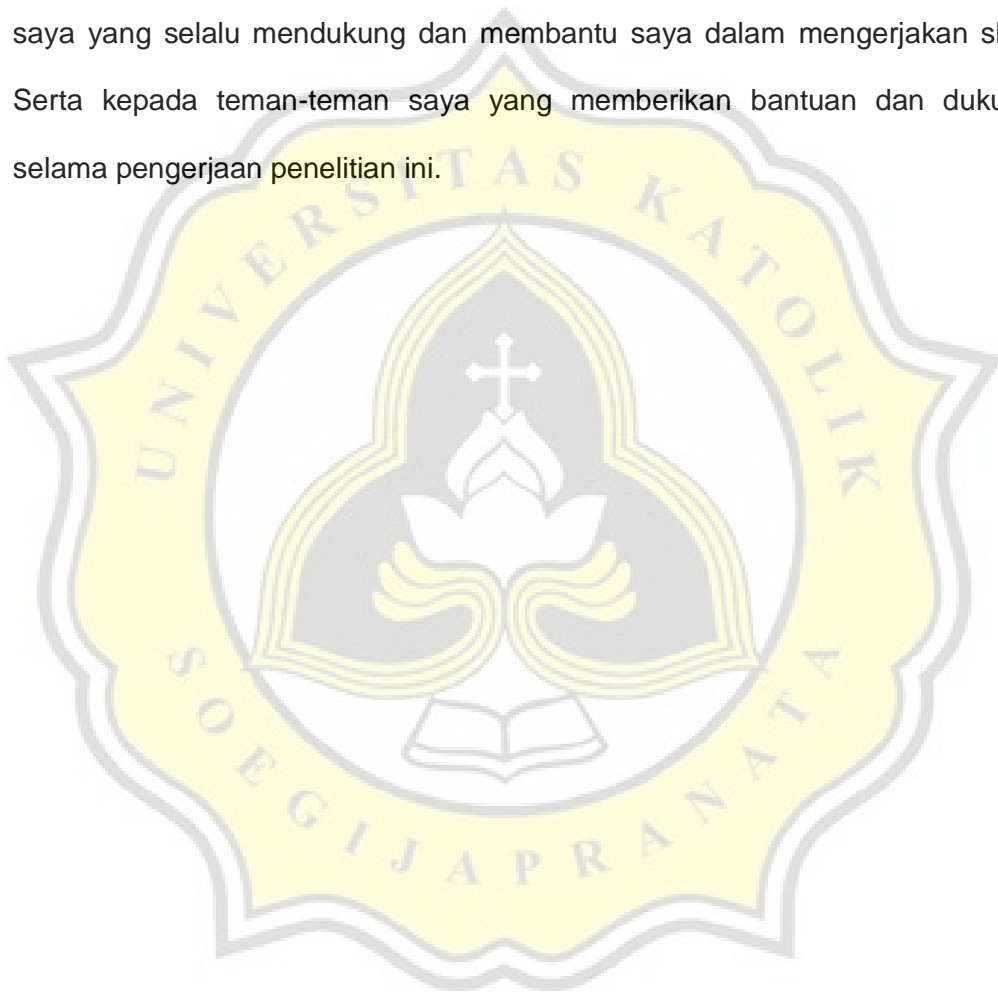 saya yang selalu mendukung dan membantu saya dalam mengerjakan
Serta kepada teman-teman saya yang memberikan bantuan dan
selama pengerjaan penelitian ini.
UNIVERSITAS KATOLIK
SOEGIJAPRANATA